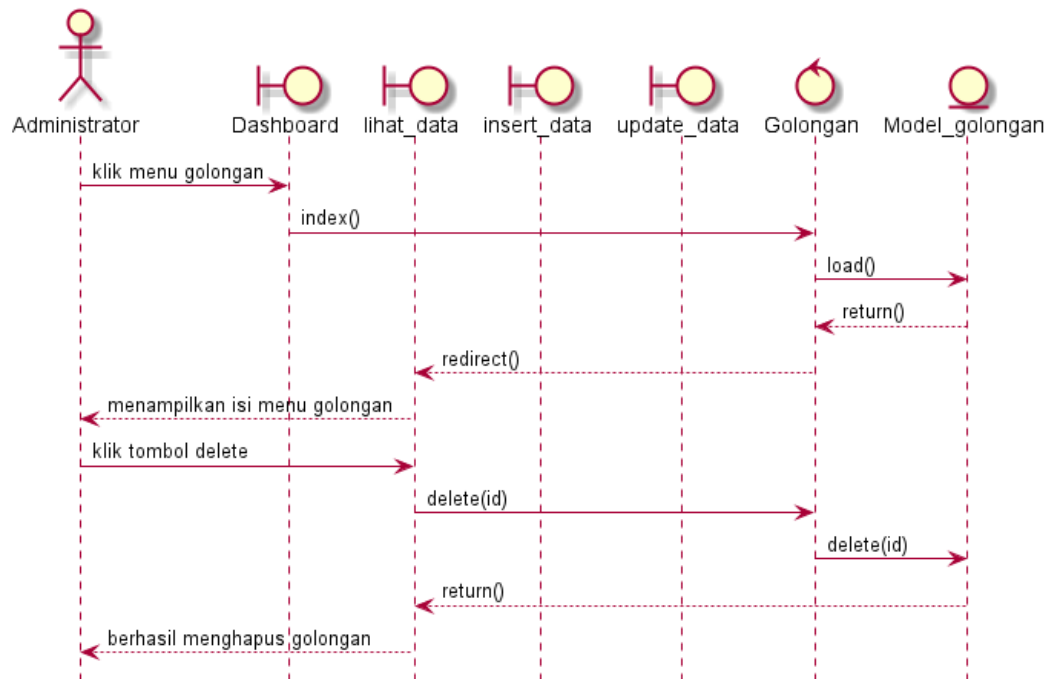 Administrator
Dashboard
lihat_data
insert_data
update_data
Golongan
Model_golongan
klik menu golongan
index()
load()
return()
redirect()
menampilkan isi menu golongan
klik tombol delete
delete(id)
delete(id)
return()
berhasil menghapus golongan